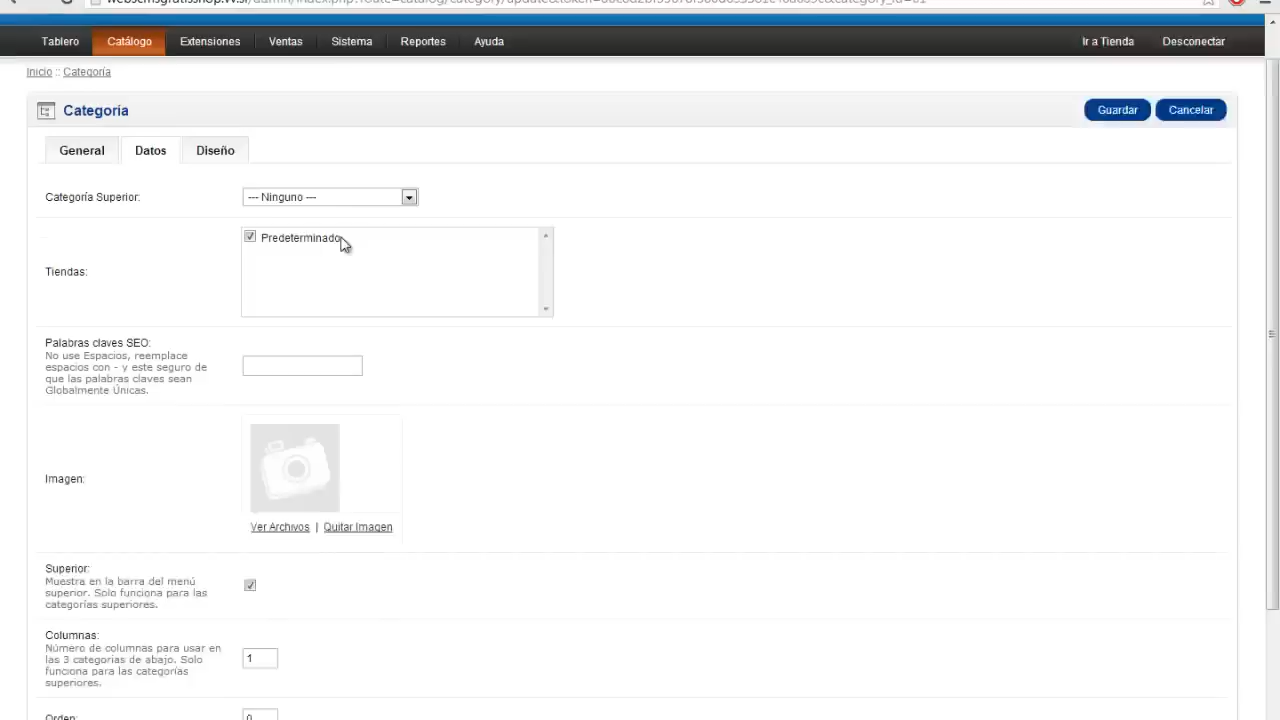 Tablero Catálogo Extensiones Ventas Sistema Reportes Ayuda Ir a Tienda Desconectar
Inicio :: Categoría
Categoría Guardar Cancelar
General Datos Diseño
Categoría Superior: --- Ninguno ---
Predeterminado
Tiendas:
Palabras claves SEO:
No use Espacios, reemplace
espacios con - y este seguro de
que las palabras claves sean
Globalmente Únicas.
Imagen:
Ver Archivos | Quitar Imagen
Superior:
Muestra en la barra del menú
superior. Solo funciona para las
categorías superiores.
Columnas:
Número de columnas para usar en
las 3 categorias de abajo. Solo
funciona para las categorías
superiores.
1
Orden: 0